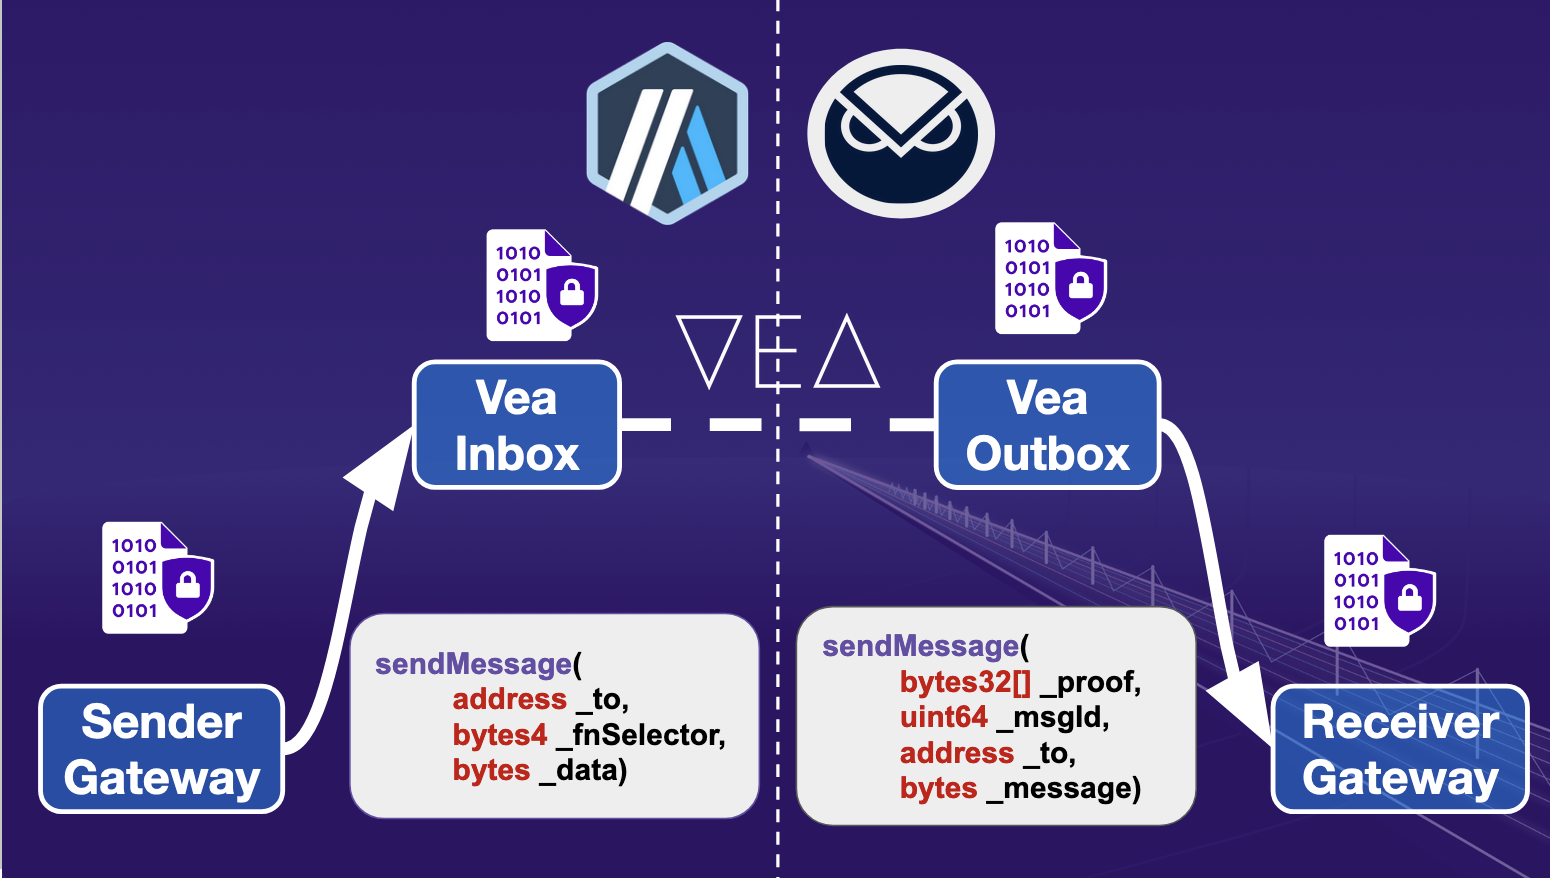 1010
0101
1010
0101
1010
0101
1010
0101
VEA
Vea
Inbox
Vea
Outbox
1010
0101
1010
0101
1010
0101
1010
0101
Sender
Gateway
sendMessage(
address _to,
bytes4 _fnSelector,
bytes _data)
sendMessage(
bytes32[] _proof,
uint64 _msgId,
address _to,
bytes _message)
Receiver
Gateway